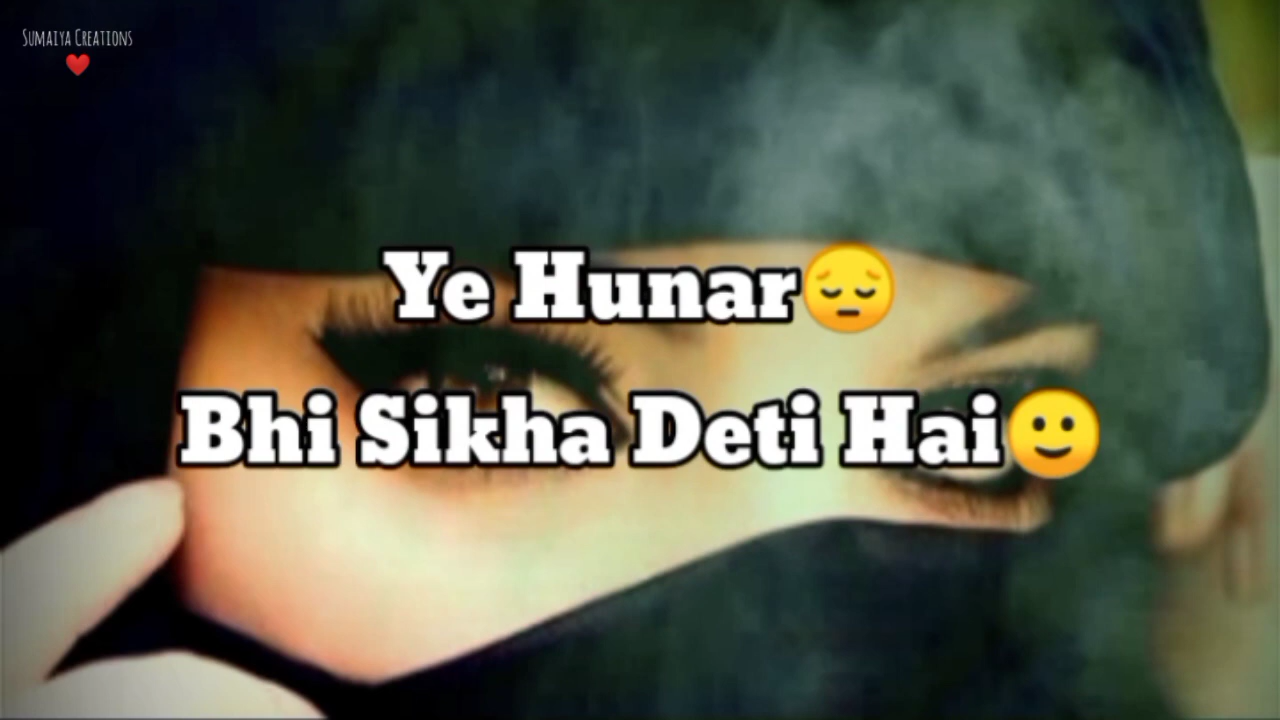 SUMAIYA CREATIONS
❤️
Ye Hunar😔
Bhi Sikha Deti Hai🙂